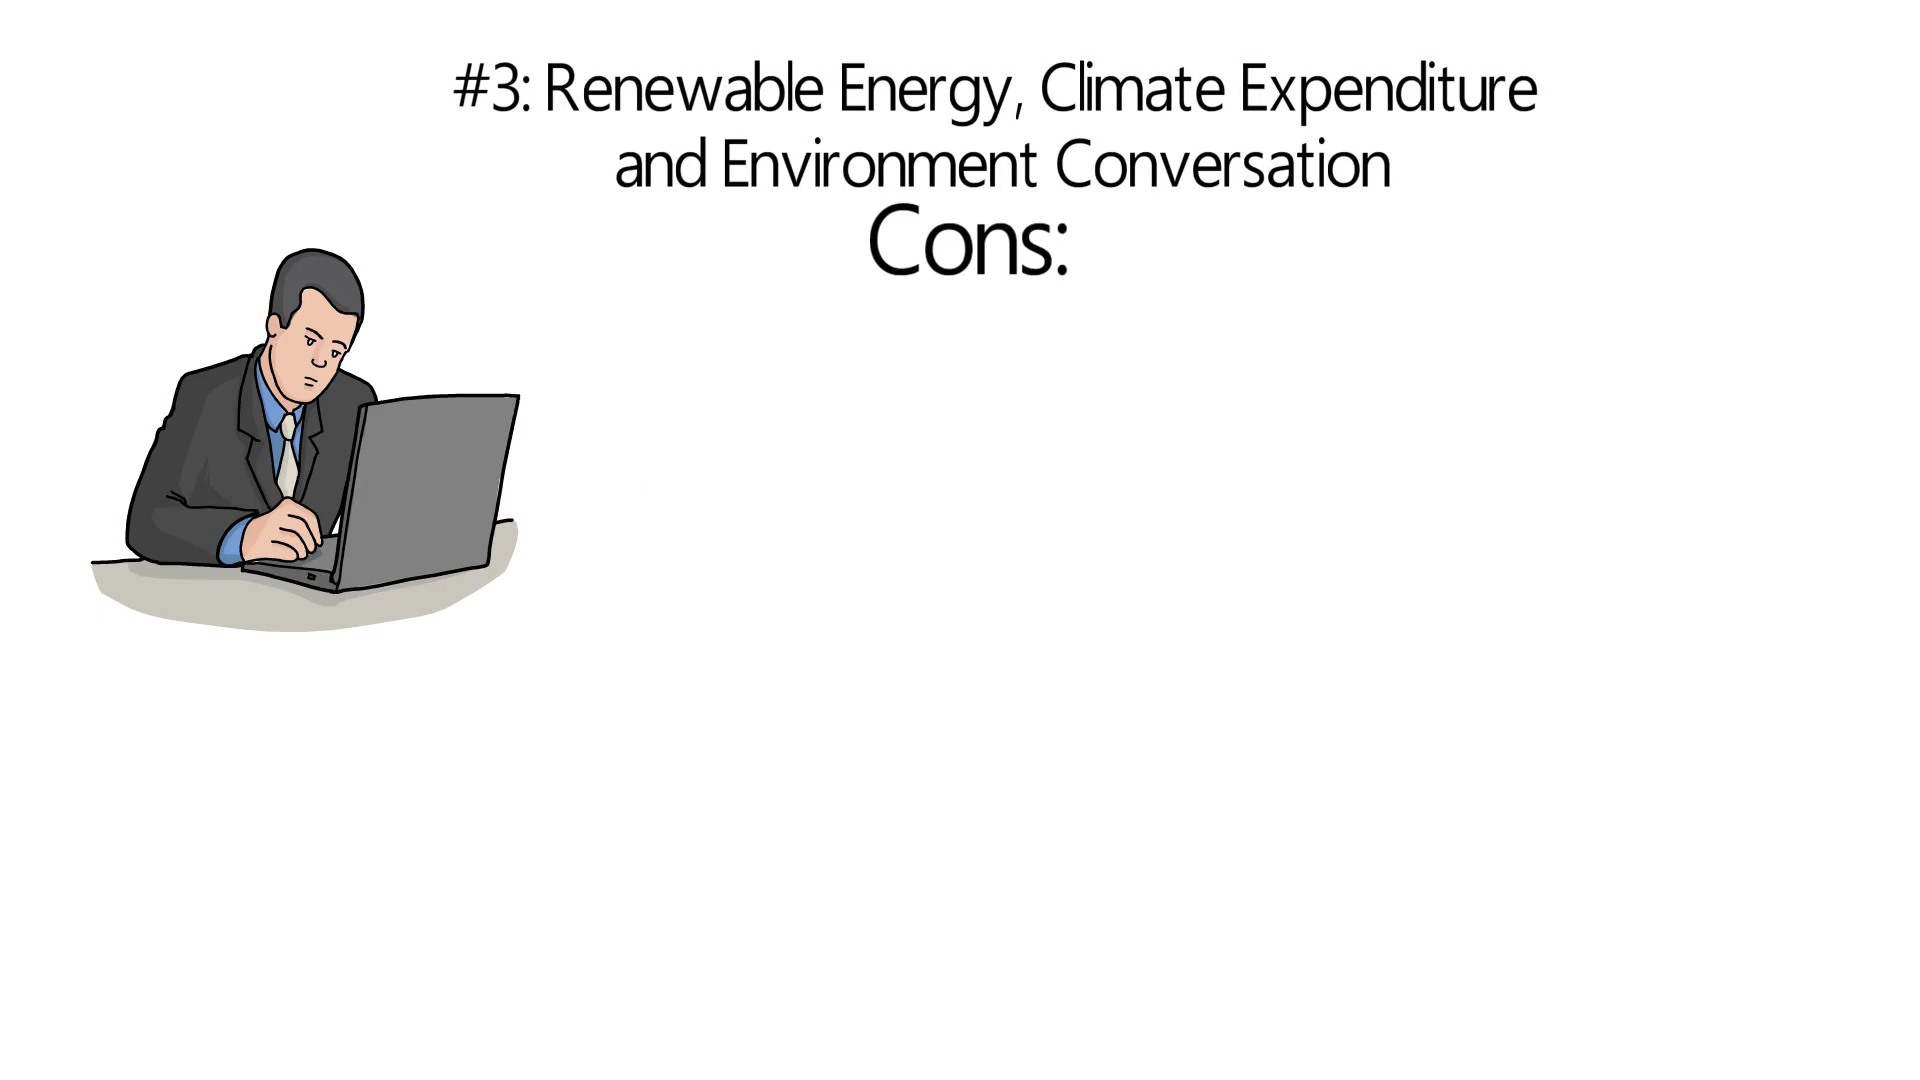 #3: Renewable Energy, Climate Expenditure
and Environment Conversation
Cons: